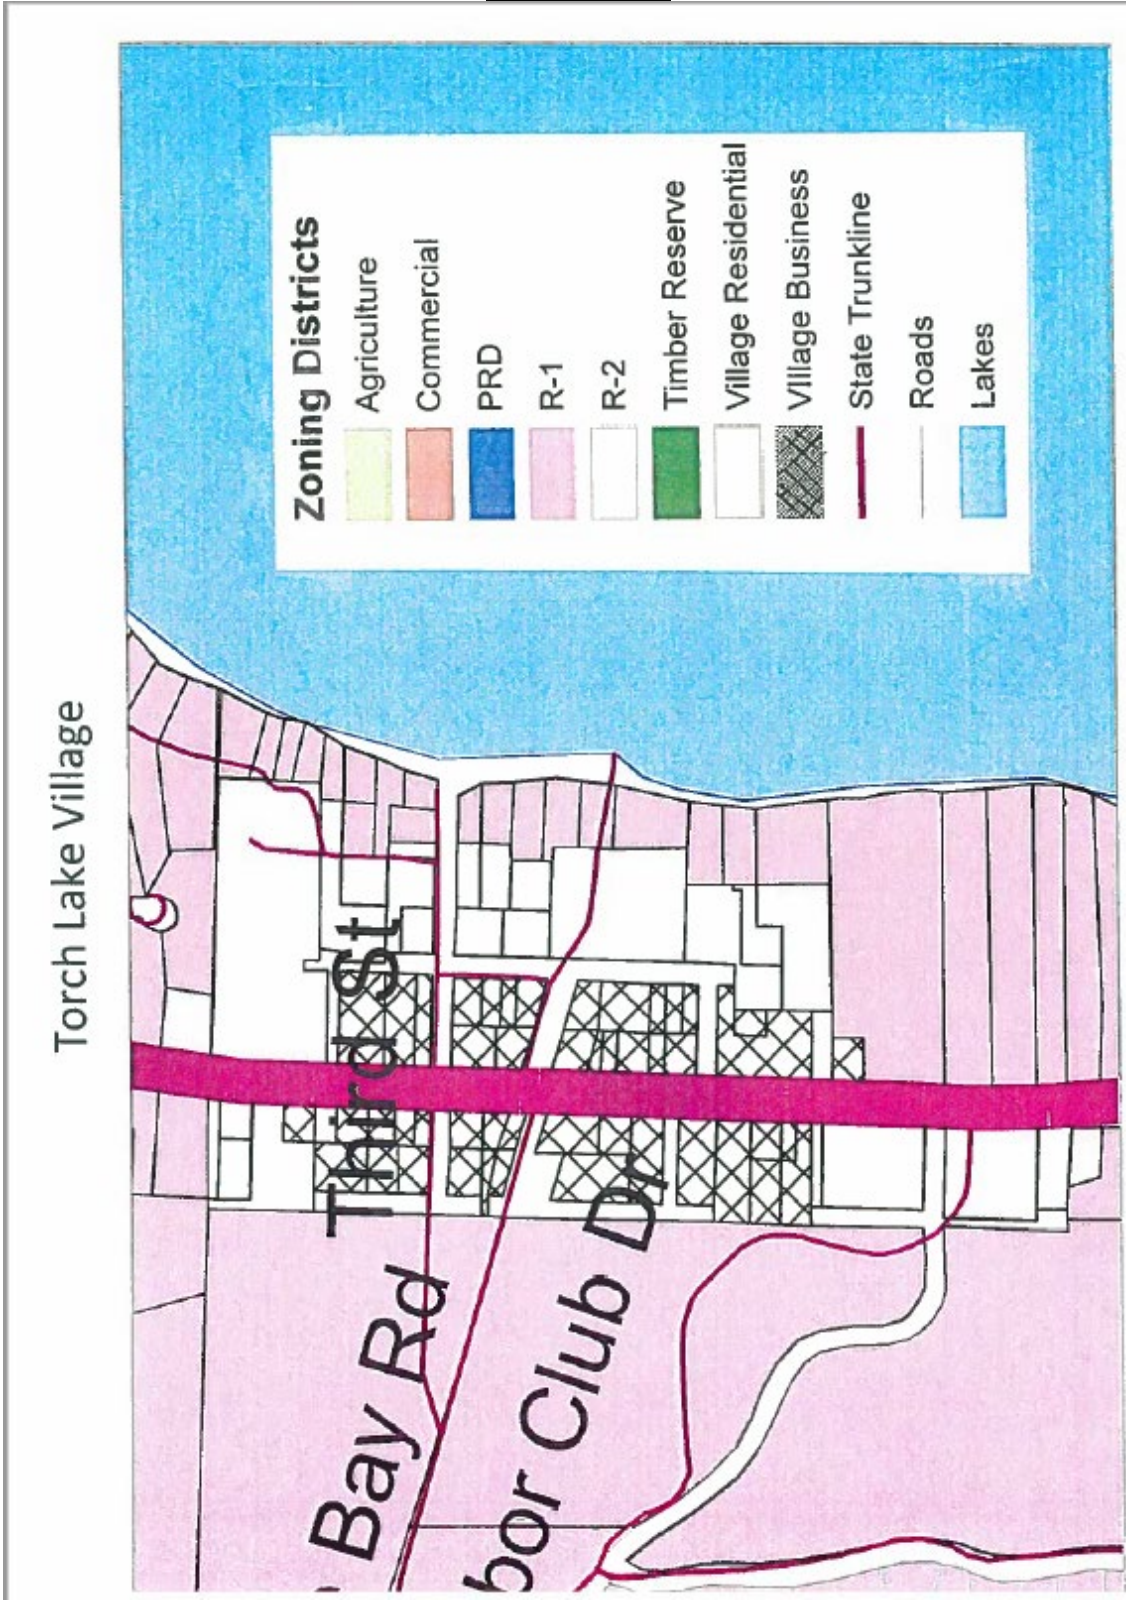 Torch Lake Village
Zoning Districts
Agriculture
Commercial
PRD
R-1
R-2
Timber Reserve
Village Residential
VIllage Business
State Trunkline
Roads
Lakes
Third St
Bay Rd
bor Club Dr